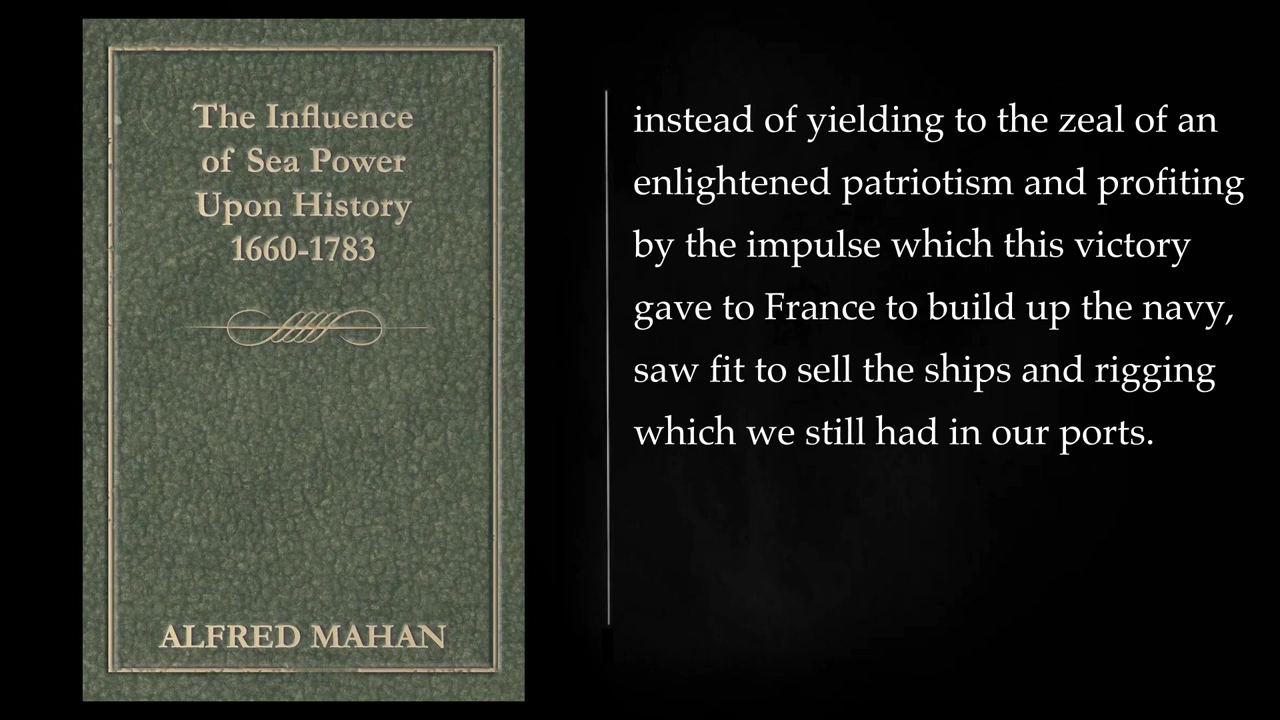 The Influence
of Sea Power
Upon History
1660-1783
ALFRED MAHAN
instead of yielding to the zeal of an
enlightened patriotism and profiting
by the impulse which this victory
gave to France to build up the navy,
saw fit to sell the ships and rigging
which we still had in our ports.